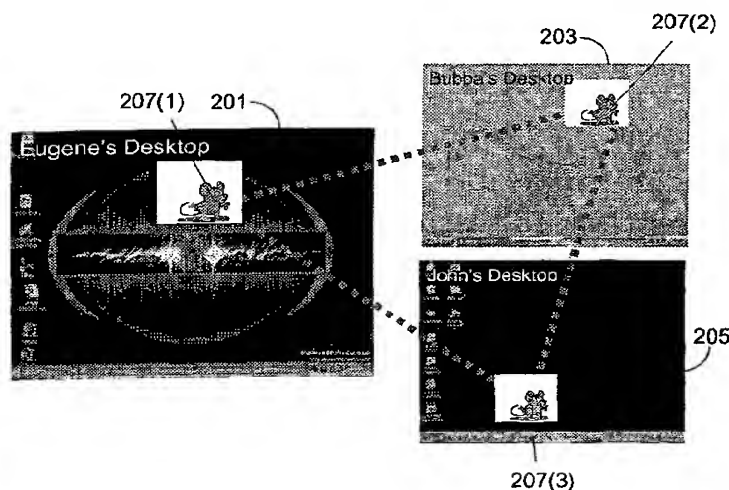 207(2)
203
Bubba's Desktop
207(1)
201
Eugene's Desktop
John's Desktop
205
207(3)